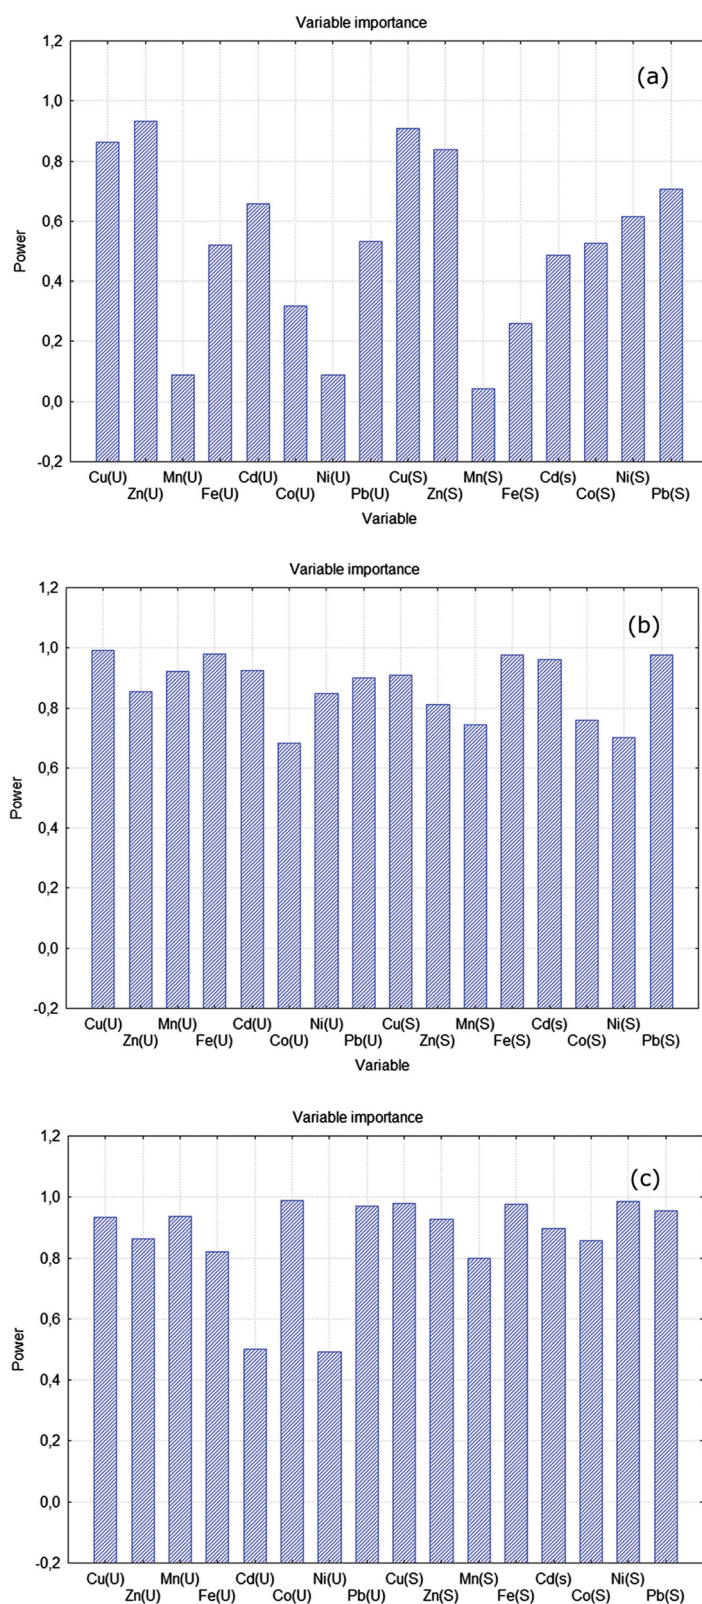 Variable importance
(a)
1,2
1,0
0,8
0,6
0,4
0,2
0,0
-0,2
Power
Cu(U) Mn(U) Cd(U) Ni(U) Cu(S) Mn(S) Cd(s) Ni(S)
Zn(U) Fe(U) Co(U) Pb(U) Zn(S) Fe(S) Co(S) Pb(S)
Variable
Variable importance
(b)
1,2
1,0
0,8
0,6
0,4
0,2
0,0
-0,2
Power
Cu(U) Mn(U) Cd(U) Ni(U) Cu(S) Mn(S) Cd(s) Ni(S)
Zn(U) Fe(U) Co(U) Pb(U) Zn(S) Fe(S) Co(S) Pb(S)
Variable
Variable importance
(c)
1,2
1,0
0,8
0,6
0,4
0,2
0,0
-0,2
Power
Cu(U) Mn(U) Cd(U) Ni(U) Cu(S) Mn(S) Cd(s) Ni(S)
Zn(U) Fe(U) Co(U) Pb(U) Zn(S) Fe(S) Co(S) Pb(S)